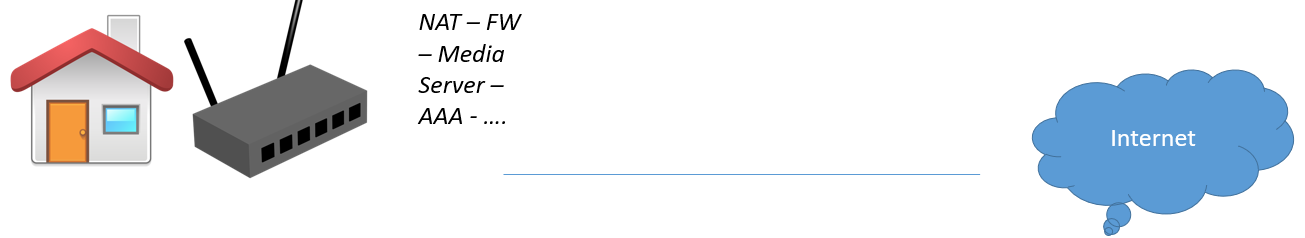 NAT – FW
– Media
Server –
AAA - ….
Internet